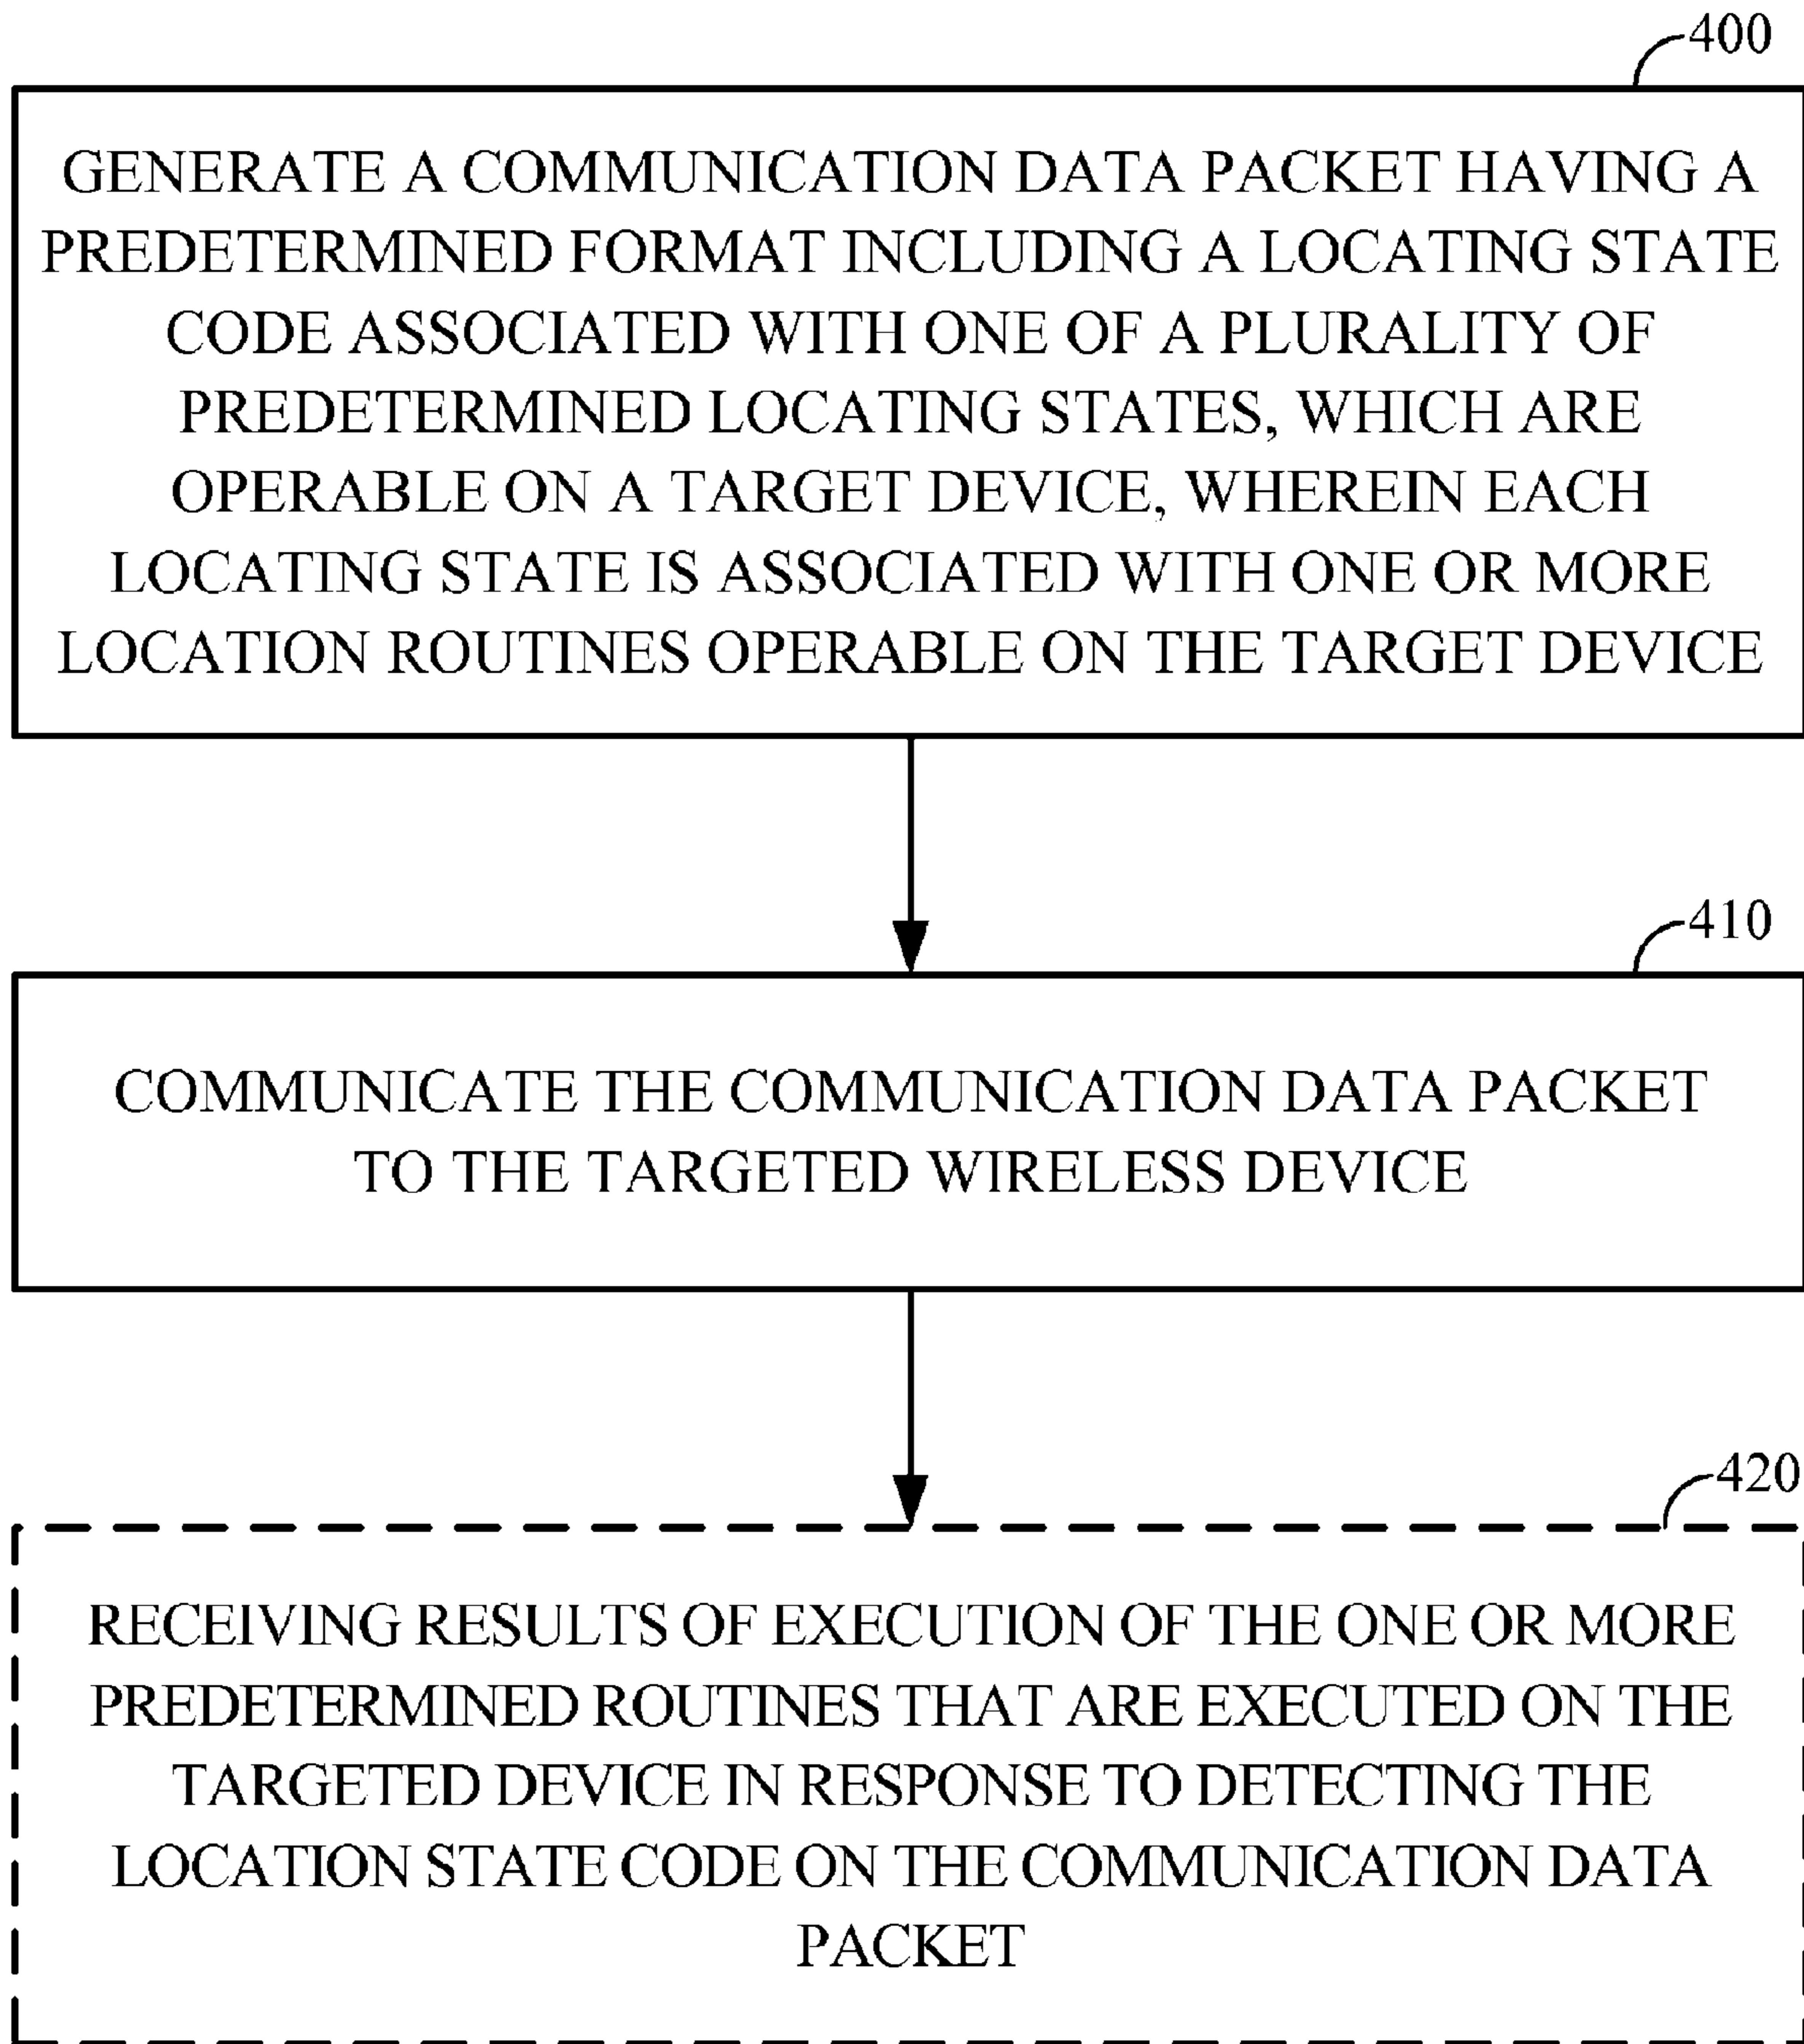 400
GENERATE A COMMUNICATION DATA PACKET HAVING A
PREDETERMINED FORMAT INCLUDING A LOCATING STATE
CODE ASSOCIATED WITH ONE OF A PLURALITY OF
PREDETERMINED LOCATING STATES, WHICH ARE
OPERABLE ON A TARGET DEVICE, WHEREIN EACH
LOCATING STATE IS ASSOCIATED WITH ONE OR MORE
LOCATION ROUTINES OPERABLE ON THE TARGET DEVICE
410
COMMUNICATE THE COMMUNICATION DATA PACKET
TO THE TARGETED WIRELESS DEVICE
420
RECEIVING RESULTS OF EXECUTION OF THE ONE OR MORE
PREDETERMINED ROUTINES THAT ARE EXECUTED ON THE
TARGETED DEVICE IN RESPONSE TO DETECTING THE
LOCATION STATE CODE ON THE COMMUNICATION DATA
PACKET